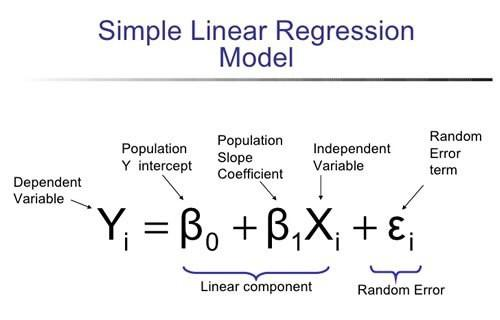 Simple Linear Regression
Model
Population
Y intercept
Population
Slope
Coefficient
Independent
Variable
Random
Error
term
Dependent
Variable
Yᵢ = β₀ + β₁Xᵢ + εᵢ
Linear component
Random Error